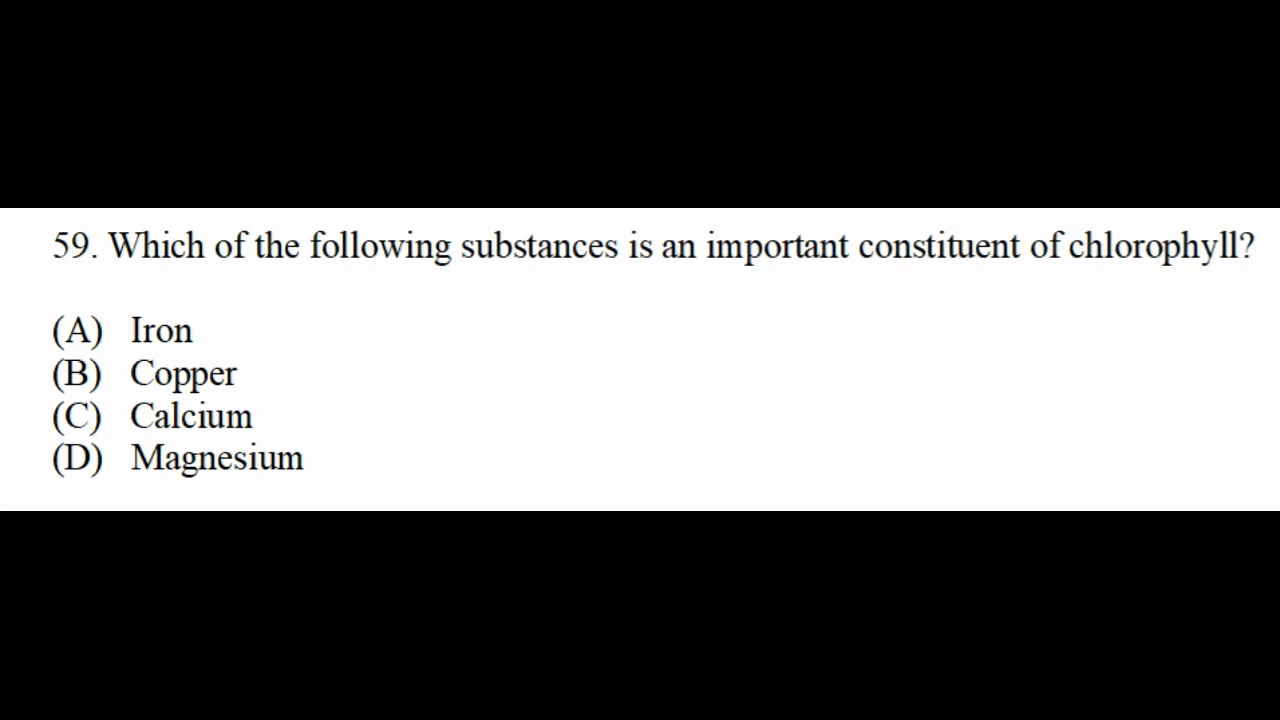 59. Which of the following substances is an important constituent of chlorophyll?
(A) Iron
(B) Copper
(C) Calcium
(D) Magnesium